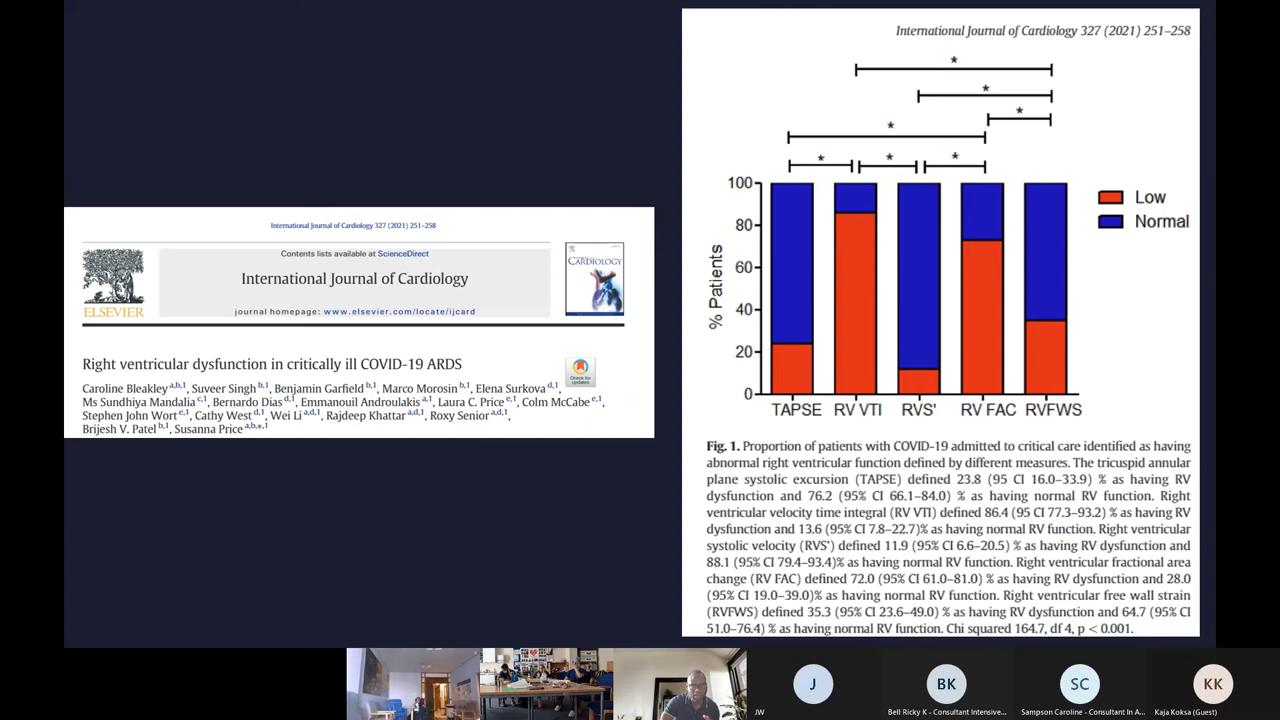 International Journal of Cardiology 327 (2021) 251–258
Contents lists available at ScienceDirect
International Journal of Cardiology
journal homepage: www.elsevier.com/locate/ijcard
ELSEVIER
CARDIOLOGY
Right ventricular dysfunction in critically ill COVID-19 ARDS
Check for
updates
Caroline Bleakley a,b,1, Suveer Singh b,1, Benjamin Garfield b,1, Marco Morosin b,1, Elena Surkova d,1,
Ms Sundhiya Mandalia c,1, Bernardo Dias d,1, Emmanouil Androulakis a,1, Laura C. Price e,1, Colm McCabe e,1,
Stephen John Wort e,1, Cathy West d,1, Wei Li a,d,1, Rajdeep Khattar a,d,1, Roxy Senior a,d,1,
Brijesh V. Patel b,1, Susanna Price a,b,*,1
International Journal of Cardiology 327 (2021) 251–258
*
*
*
*
*
* * *
100
80
60
40
20
0
% Patients
TAPSE RV VTI RVS' RV FAC RVFWS
Low
Normal
Fig. 1. Proportion of patients with COVID-19 admitted to critical care identified as having
abnormal right ventricular function defined by different measures. The tricuspid annular
plane systolic excursion (TAPSE) defined 23.8 (95 CI 16.0–33.9) % as having RV
dysfunction and 76.2 (95% CI 66.1–84.0) % as having normal RV function. Right
ventricular velocity time integral (RV VTI) defined 86.4 (95 CI 77.3–93.2) % as having RV
dysfunction and 13.6 (95% CI 7.8–22.7)% as having normal RV function. Right ventricular
systolic velocity (RVS') defined 11.9 (95% CI 6.6–20.5) % as having RV dysfunction and
88.1 (95% CI 79.4–93.4)% as having normal RV function. Right ventricular fractional area
change (RV FAC) defined 72.0 (95% CI 61.0–81.0) % as having RV dysfunction and 28.0
(95% CI 19.0–39.0)% as having normal RV function. Right ventricular free wall strain
(RVFWS) defined 35.3 (95% CI 23.6–49.0) % as having RV dysfunction and 64.7 (95% CI
51.0–76.4) % as having normal RV function. Chi squared 164.7, df 4, p < 0.001.
J BK SC KK
JW
Bell Ricky K - Consultant Intensive...
Sampson Caroline - Consultant In A...
Kaja Koksa (Guest)